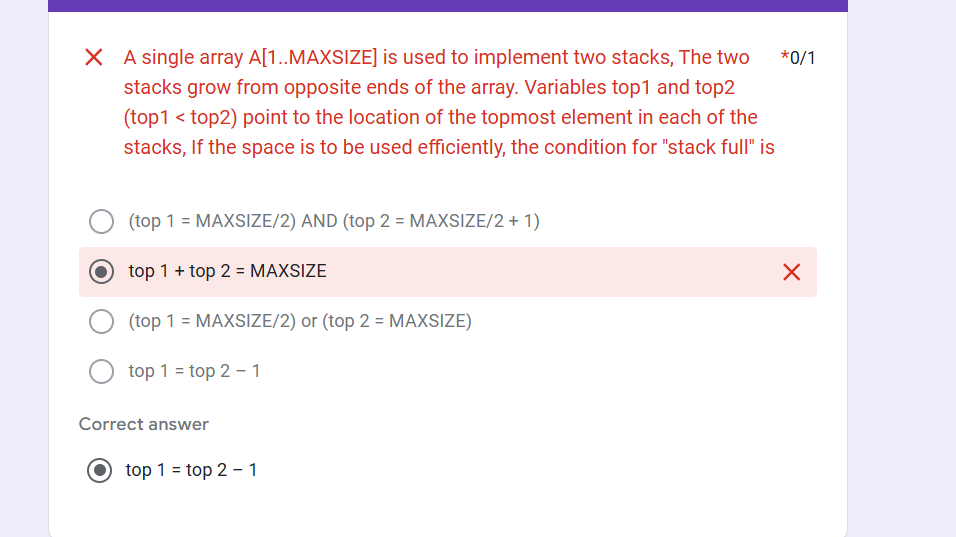 A single array A[1..MAXSIZE] is used to implement two stacks, The two *0/1
stacks grow from opposite ends of the array. Variables top1 and top2
(top1 < top2) point to the location of the topmost element in each of the
stacks, If the space is to be used efficiently, the condition for "stack full" is
(top 1 = MAXSIZE/2) AND (top 2 = MAXSIZE/2 + 1)
top 1 + top 2 = MAXSIZE
(top 1 = MAXSIZE/2) or (top 2 = MAXSIZE)
top 1 = top 2 – 1
Correct answer
top 1 = top 2 – 1